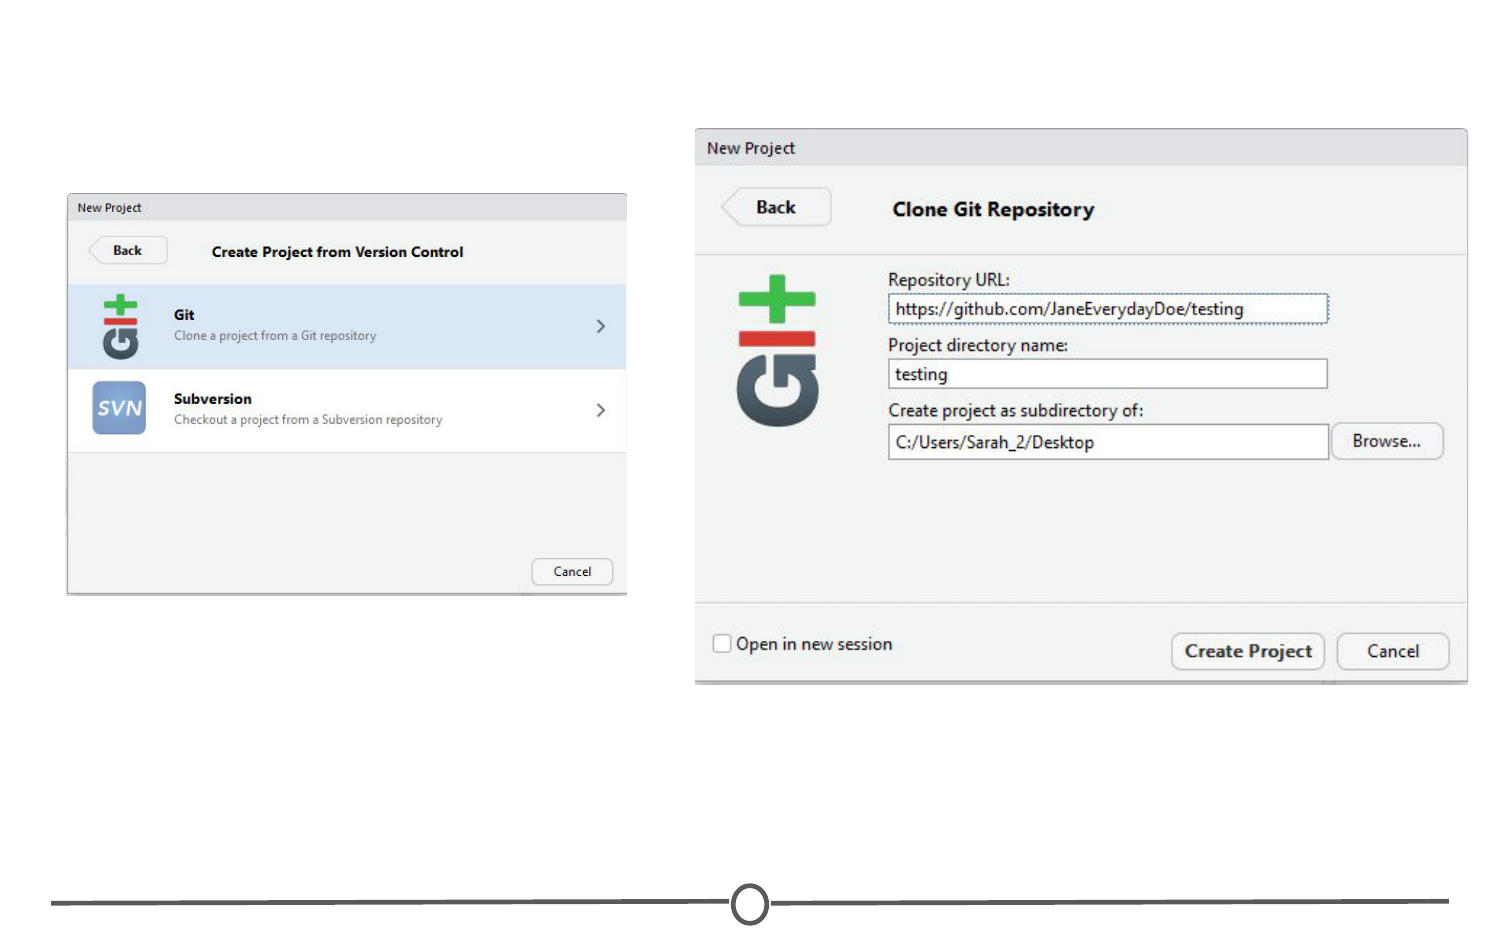 New Project
Back
Create Project from Version Control
Git
Clone a project from a Git repository
SVN
Subversion
Checkout a project from a Subversion repository
Cancel
New Project
Back
Clone Git Repository
GIt
Repository URL:
https://github.com/JaneEverydayDoe/testing
Project directory name:
testing
Create project as subdirectory of:
C:/Users/Sarah_2/Desktop
Browse...
Open in new session
Create Project
Cancel